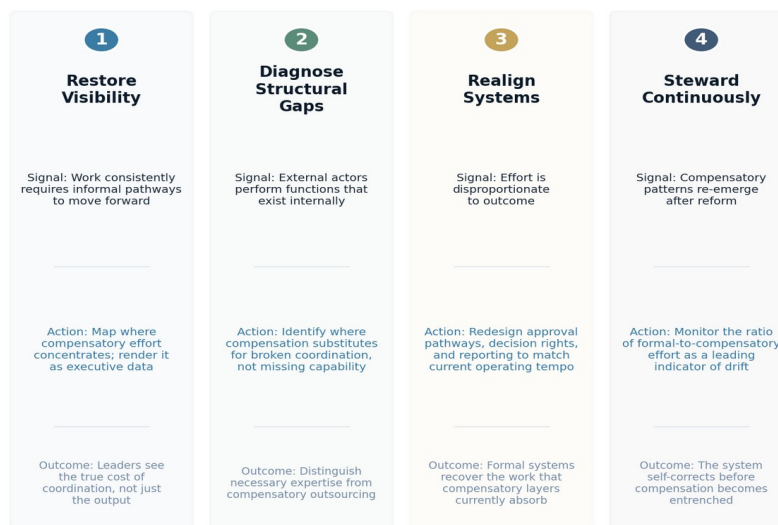 1
Restore
Visibility
Signal: Work consistently
requires informal pathways
to move forward
Action: Map where
compensatory effort
concentrates; render it
as executive data
Outcome: Leaders see
the true cost of
coordination, not just
the output
2
Diagnose
Structural
Gaps
Signal: External actors
perform functions that
exist internally
Action: Identify where
compensation substitutes
for broken coordination,
not missing capability
Outcome: Distinguish
necessary expertise from
compensatory outsourcing
3
Realign
Systems
Signal: Effort is
disproportionate
to outcome
Action: Redesign approval
pathways, decision rights,
and reporting to match
current operating tempo
Outcome: Formal systems
recover the work that
compensatory layers
currently absorb
4
Steward
Continuously
Signal: Compensatory
patterns re-emerge
after reform
Action: Monitor the ratio
of formal-to-compensatory
effort as a leading
indicator of drift
Outcome: The system
self-corrects before
compensation becomes
entrenched